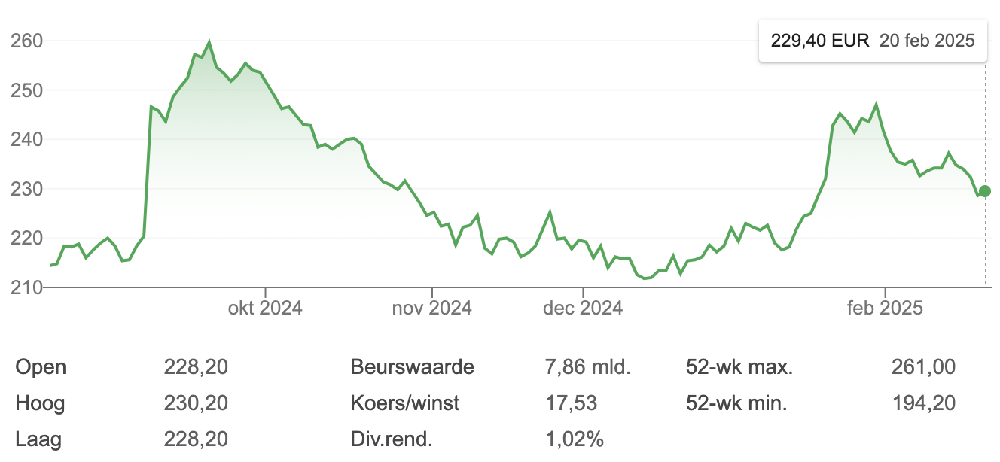 229,40 EUR 20 feb 2025
260
250
240
230
220
210
okt 2024 nov 2024 dec 2024 feb 2025
Open 228,20 Beurswaarde 7,86 mld. 52-wk max. 261,00
Hoog 230,20 Koers/winst 17,53 52-wk min. 194,20
Laag 228,20 Div.rend. 1,02%